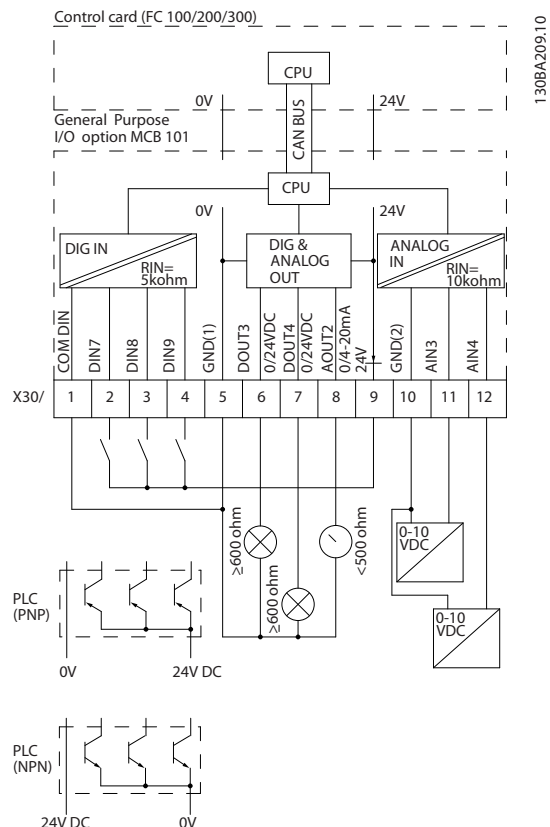 Control card (FC 100/200/300)
130BA209.10
CPU
0V
24V
General Purpose
I/O option MCB 101
CAN BUS
CPU
0V
24V
DIG IN
RIN=
5kohm
DIG &
ANALOG
OUT
ANALOG
IN
RIN=
10kohm
COM DIN
DIN7
DIN8
DIN9
GND(1)
DOUT3
0/24VDC
DOUT4
0/24VDC
AOUT2
0/4-20mA
24V
GND(2)
AIN3
AIN4
X30/
1
2
3
4
5
6
7
8
9
10
11
12
≥600 ohm
≥600 ohm
<500 ohm
0-10
VDC
0-10
VDC
PLC
(PNP)
0V
24V DC
PLC
(NPN)
24V DC
0V